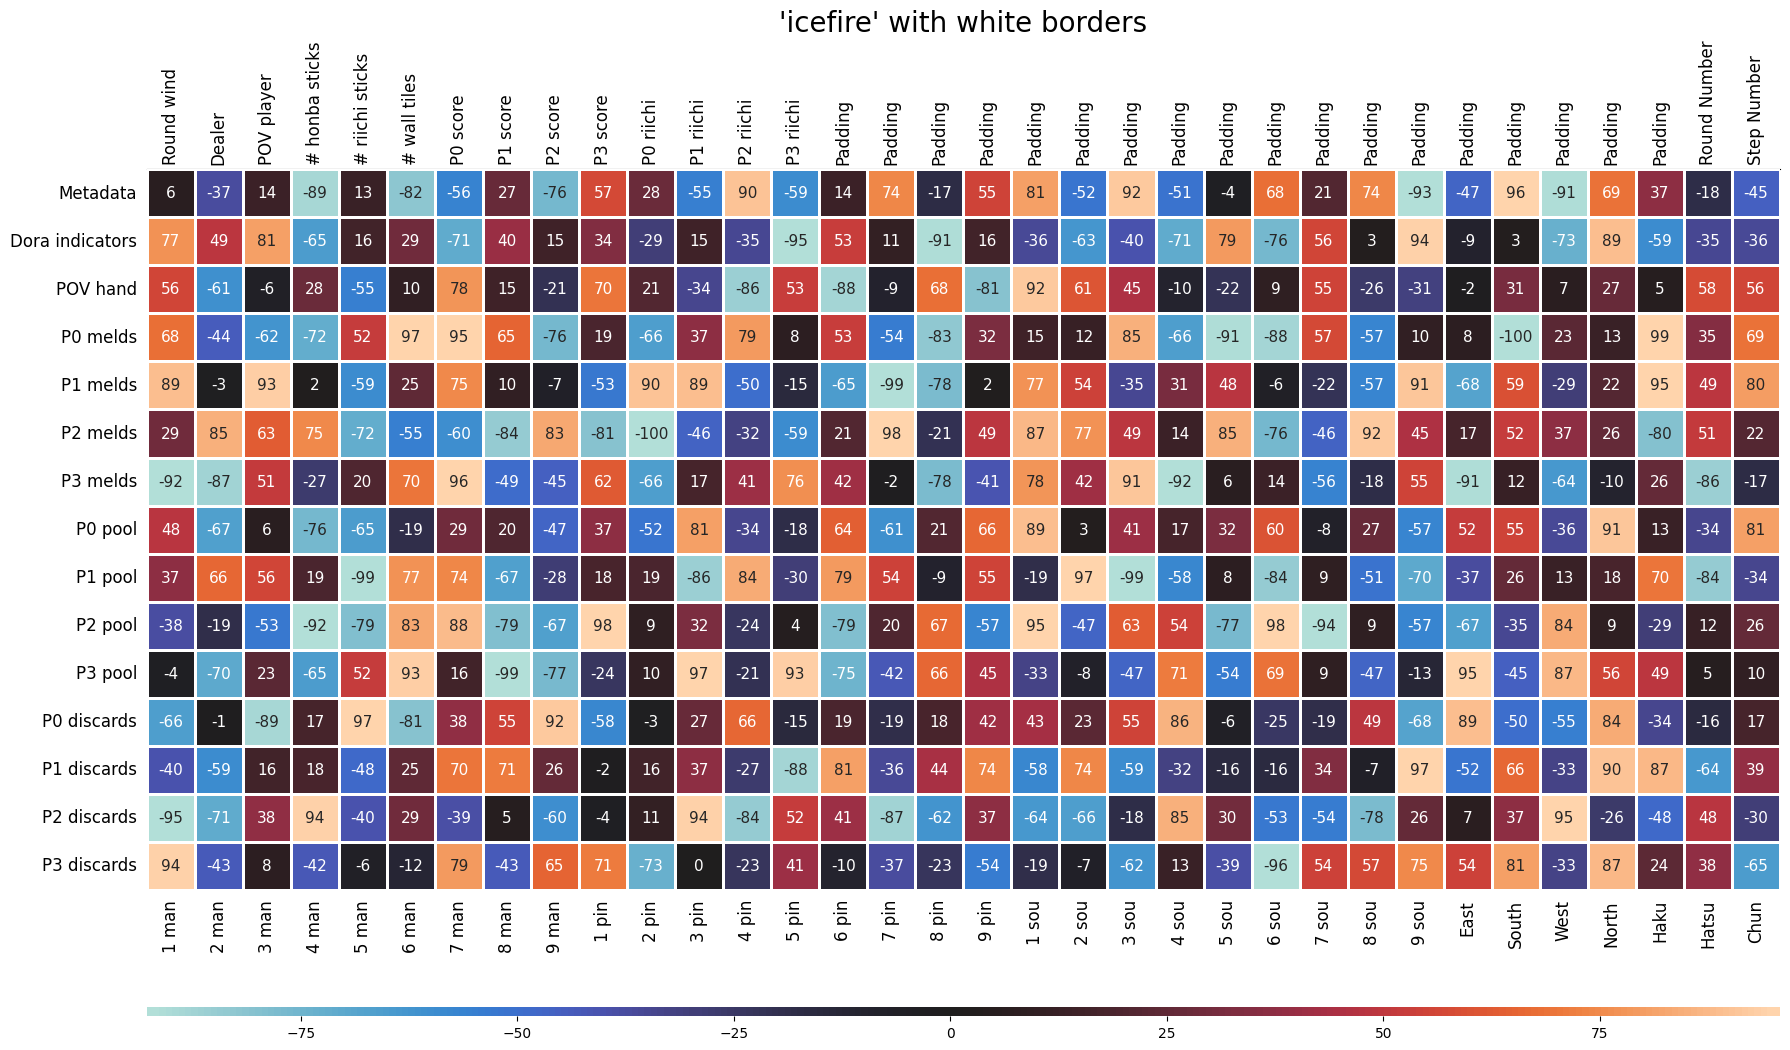 'icefire' with white borders
Round wind Dealer POV player # honba sticks # riichi sticks # wall tiles P0 score P1 score P2 score P3 score P0 riichi P1 riichi P2 riichi P3 riichi Padding Padding Padding Padding Padding Padding Padding Padding Padding Padding Padding Padding Padding Padding Padding Padding Padding Padding Round Number Step Number
Metadata 6 -37 14 -89 13 -82 -56 27 -76 57 28 -55 90 -59 14 74 -17 55 81 -52 92 -51 -4 68 21 74 -93 -47 96 -91 69 37 -18 -45
Dora indicators 77 49 81 -65 16 29 -71 40 15 34 -29 15 -35 -95 53 11 -91 16 -36 -63 -40 -71 79 -76 56 3 94 -9 3 -73 89 -59 -35 -36
POV hand 56 -61 -6 28 -55 10 78 15 -21 70 21 -34 -86 53 -88 -9 68 -81 92 61 45 -10 -22 9 55 -26 -31 -2 31 7 27 5 58 56
P0 melds 68 -44 -62 -72 52 97 95 65 -76 19 -66 37 79 8 53 -54 -83 32 15 12 85 -66 -91 -88 57 -57 10 8 -100 23 13 99 35 69
P1 melds 89 -3 93 2 -59 25 75 10 -7 -53 90 89 -50 -15 -65 -99 -78 2 77 54 -35 31 48 -6 -22 -57 91 -68 59 -29 22 95 49 80
P2 melds 29 85 63 75 -72 -55 -60 -84 83 -81 -100 -46 -32 -59 21 98 -21 49 87 77 49 14 85 -76 -46 92 45 17 52 37 26 -80 51 22
P3 melds -92 -87 51 -27 20 70 96 -49 -45 62 -66 17 41 76 42 -2 -78 -41 78 42 91 -92 6 14 -56 -18 55 -91 12 -64 -10 26 -86 -17
P0 pool 48 -67 6 -76 -65 -19 29 20 -47 37 -52 81 -34 -18 64 -61 21 66 89 3 41 17 32 60 -8 27 -57 52 55 -36 91 13 -34 81
P1 pool 37 66 56 19 -99 77 74 -67 -28 18 19 -86 84 -30 79 54 -9 55 -19 97 -99 -58 8 -84 9 -51 -70 -37 26 13 18 70 -84 -34
P2 pool -38 -19 -53 -92 -79 83 88 -79 -67 98 9 32 -24 4 -79 20 67 -57 95 -47 63 54 -77 98 -94 9 -57 -67 -35 84 9 -29 12 26
P3 pool -4 -70 23 -65 52 93 16 -99 -77 -24 10 97 -21 93 -75 -42 66 45 -33 -8 -47 71 -54 69 9 -47 -13 95 -45 87 56 49 5 10
P0 discards -66 -1 -89 17 97 -81 38 55 92 -58 -3 27 66 -15 19 -19 18 42 43 23 55 86 -6 -25 -19 49 -68 89 -50 -55 84 -34 -16 17
P1 discards -40 -59 16 18 -48 25 70 71 26 -2 16 37 -27 -88 81 -36 44 74 -58 74 -59 -32 -16 -16 34 -7 97 -52 66 -33 90 87 -64 39
P2 discards -95 -71 38 94 -40 29 -39 5 -60 -4 11 94 -84 52 41 -87 -62 37 -64 -66 -18 85 30 -53 -54 -78 26 7 37 95 -26 -48 48 -30
P3 discards 94 -43 8 -42 -6 -12 79 -43 65 71 -73 0 -23 41 -10 -37 -23 -54 -19 -7 -62 13 -39 -96 54 57 75 54 81 -33 87 24 38 -65
1 man 2 man 3 man 4 man 5 man 6 man 7 man 8 man 9 man 1 pin 2 pin 3 pin 4 pin 5 pin 6 pin 7 pin 8 pin 9 pin 1 sou 2 sou 3 sou 4 sou 5 sou 6 sou 7 sou 8 sou 9 sou East South West North Haku Hatsu Chun
−75 −50 −25 0 25 50 75